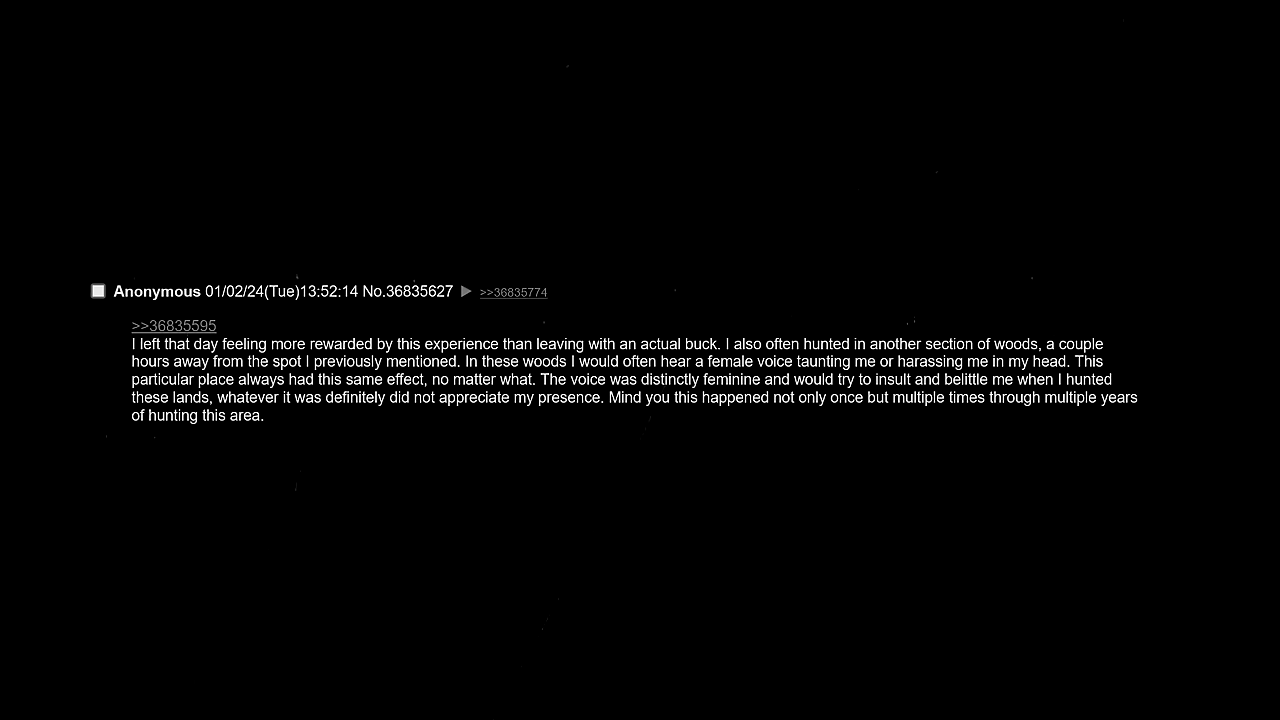 Anonymous 01/02/24(Tue)13:52:14 No.36835627 ▶ >>36835774
>>36835595
I left that day feeling more rewarded by this experience than leaving with an actual buck. I also often hunted in another section of woods, a couple
hours away from the spot I previously mentioned. In these woods I would often hear a female voice taunting me or harassing me in my head. This
particular place always had this same effect, no matter what. The voice was distinctly feminine and would try to insult and belittle me when I hunted
these lands, whatever it was definitely did not appreciate my presence. Mind you this happened not only once but multiple times through multiple years
of hunting this area.